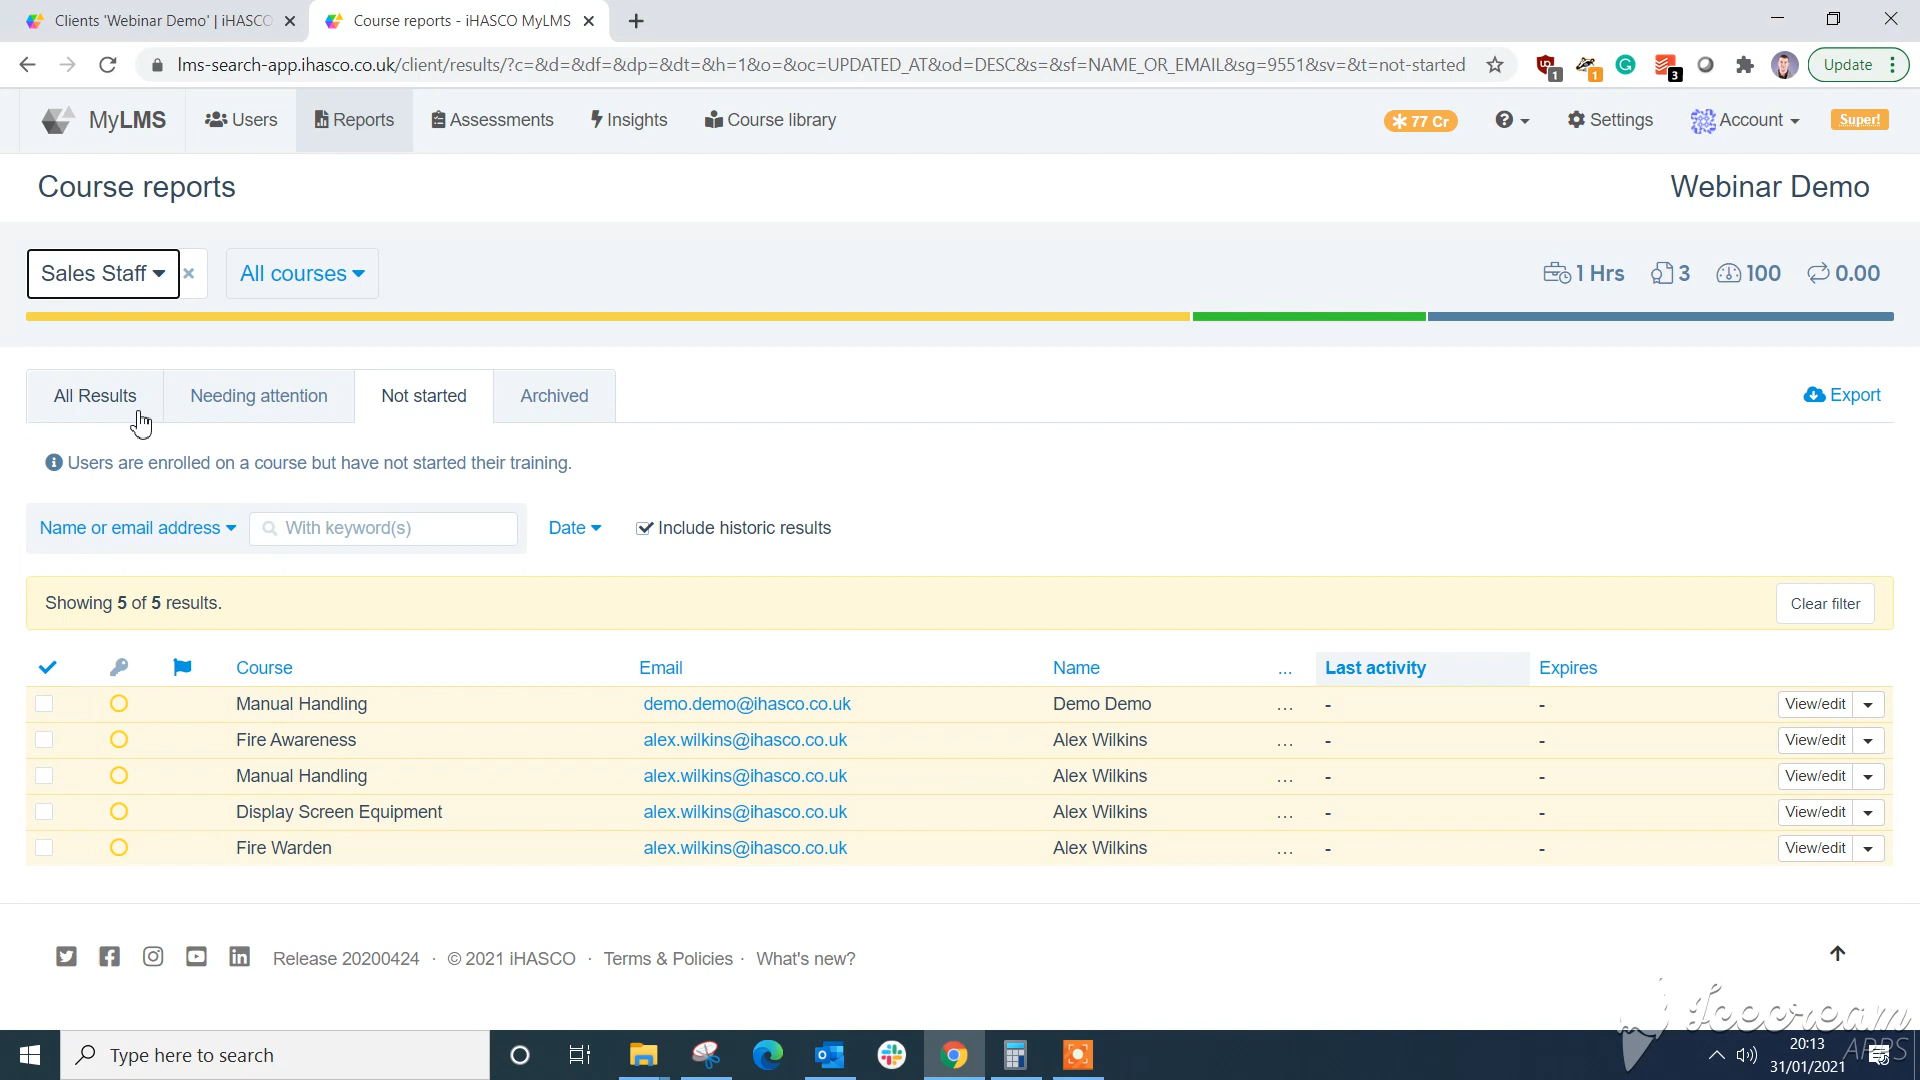 Clients 'Webinar Demo' | iHASCO
Course reports - iHASCO MyLMS
lms-search-app.ihasco.co.uk/client/results/?c=&d=&df=&dp=&dt=&h=1&o=&oc=UPDATED_AT&od=DESC&s=&sf=NAME_OR_EMAIL&sg=9551&sv=&t=not-started
1
1
3
Update
MyLMS
Users
Reports
Assessments
Insights
Course library
77 Cr
Settings
Account
Super!
Course reports
Webinar Demo
Sales Staff
All courses
1 Hrs
3
100
0.00
All Results
Needing attention
Not started
Archived
Export
Users are enrolled on a course but have not started their training.
Name or email address
With keyword(s)
Date
Include historic results
Showing 5 of 5 results.
Clear filter
Course Email Name ... Last activity Expires
Manual Handling demo.demo@ihasco.co.uk Demo Demo ... - - View/edit
Fire Awareness alex.wilkins@ihasco.co.uk Alex Wilkins ... - - View/edit
Manual Handling alex.wilkins@ihasco.co.uk Alex Wilkins ... - - View/edit
Display Screen Equipment alex.wilkins@ihasco.co.uk Alex Wilkins ... - - View/edit
Fire Warden alex.wilkins@ihasco.co.uk Alex Wilkins ... - - View/edit
Release 20200424 · © 2021 iHASCO · Terms & Policies · What's new?
Icecream
APPS
Type here to search
20:13
31/01/2021